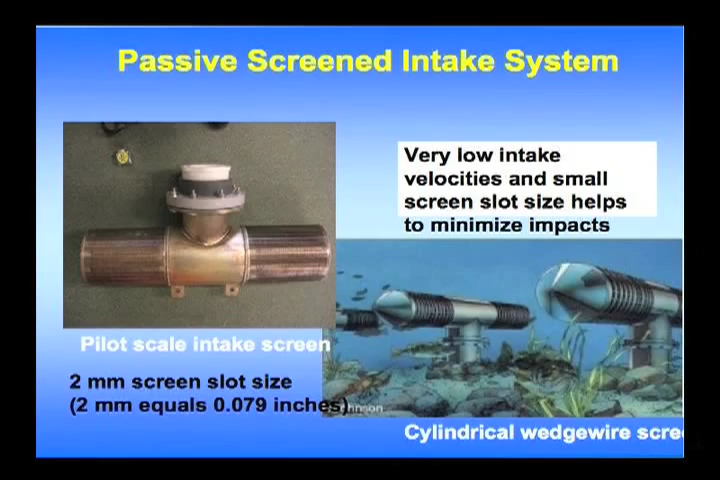 Passive Screened Intake System
Very low intake
velocities and small
screen slot size helps
to minimize impacts
Pilot scale intake screen
2 mm screen slot size
(2 mm equals 0.079 inches)
Cylindrical wedgewire